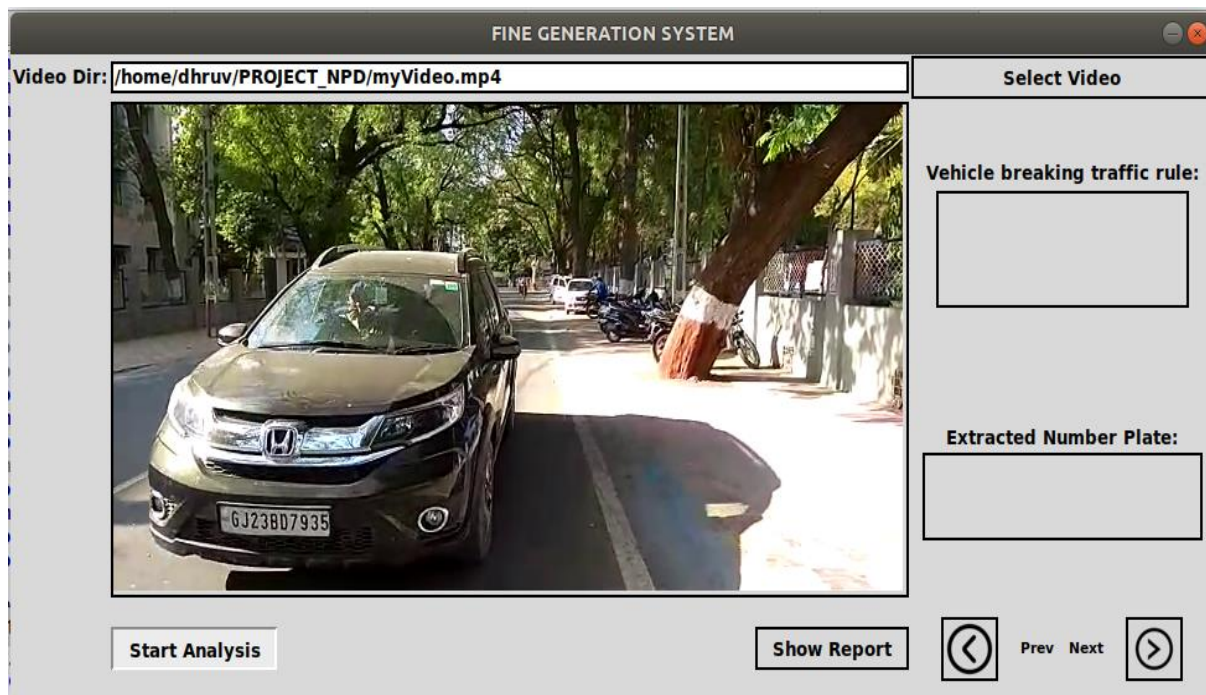 FINE GENERATION SYSTEM
Video Dir: /home/dhruv/PROJECT_NPD/myVideo.mp4
Select Video
Vehicle breaking traffic rule:
GJ23BD7935
Extracted Number Plate:
Start Analysis
Show Report
Prev Next